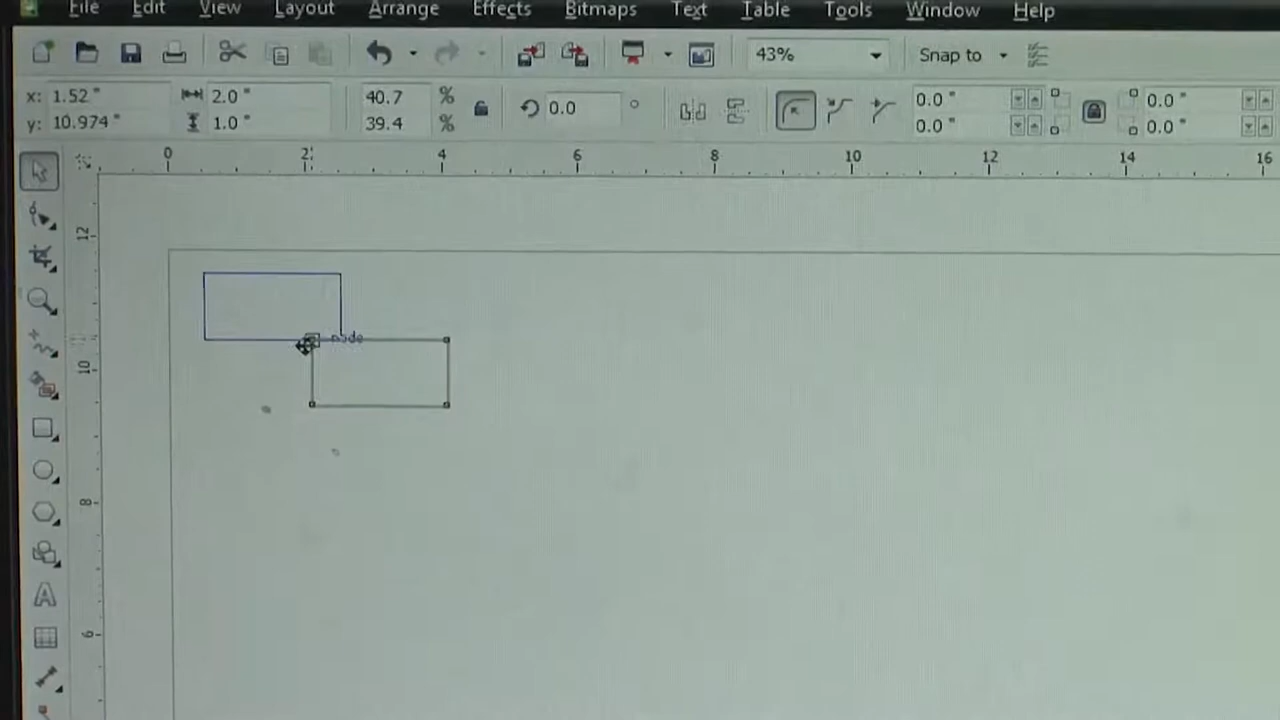 File Edit View Layout Arrange Effects Bitmaps Text Table Tools Window Help
43% Snap to
x: 1.52 " 2.0 " 40.7 % 0.0 ° 0.0 " 0.0 "
y: 10.974 " 1.0 " 39.4 % 0.0 " 0.0 "
0 2 4 6 8 10 12 14 16
12
node
10
8
6